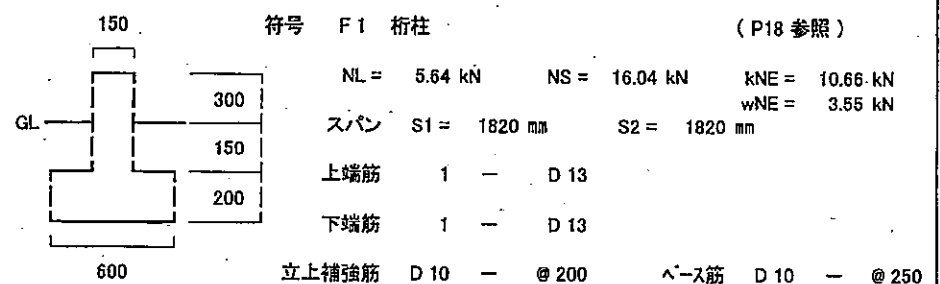 150 符号 F1 桁柱 (P18参照)
NL = 5.64 kN NS = 16.04 kN kNE = 10.66 kN
wNE = 3.55 kN
300
GL スパン S1 = 1820 ㎜ S2 = 1820 ㎜
150
上端筋 1 − D 13
200
下端筋 1 − D 13
600 立上補強筋 D 10 − @ 200 ベース筋 D 10 − @ 250